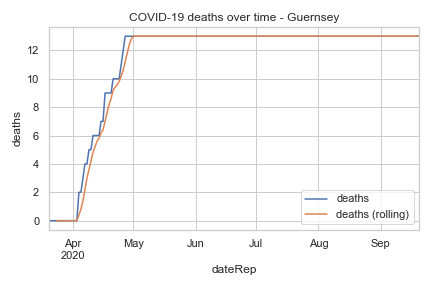 COVID-19 deaths over time - Guernsey
deaths
12
10
8
6
4
2
0
Apr
2020
May
Jun
Jul
Aug
Sep
dateRep
deaths
deaths (rolling)